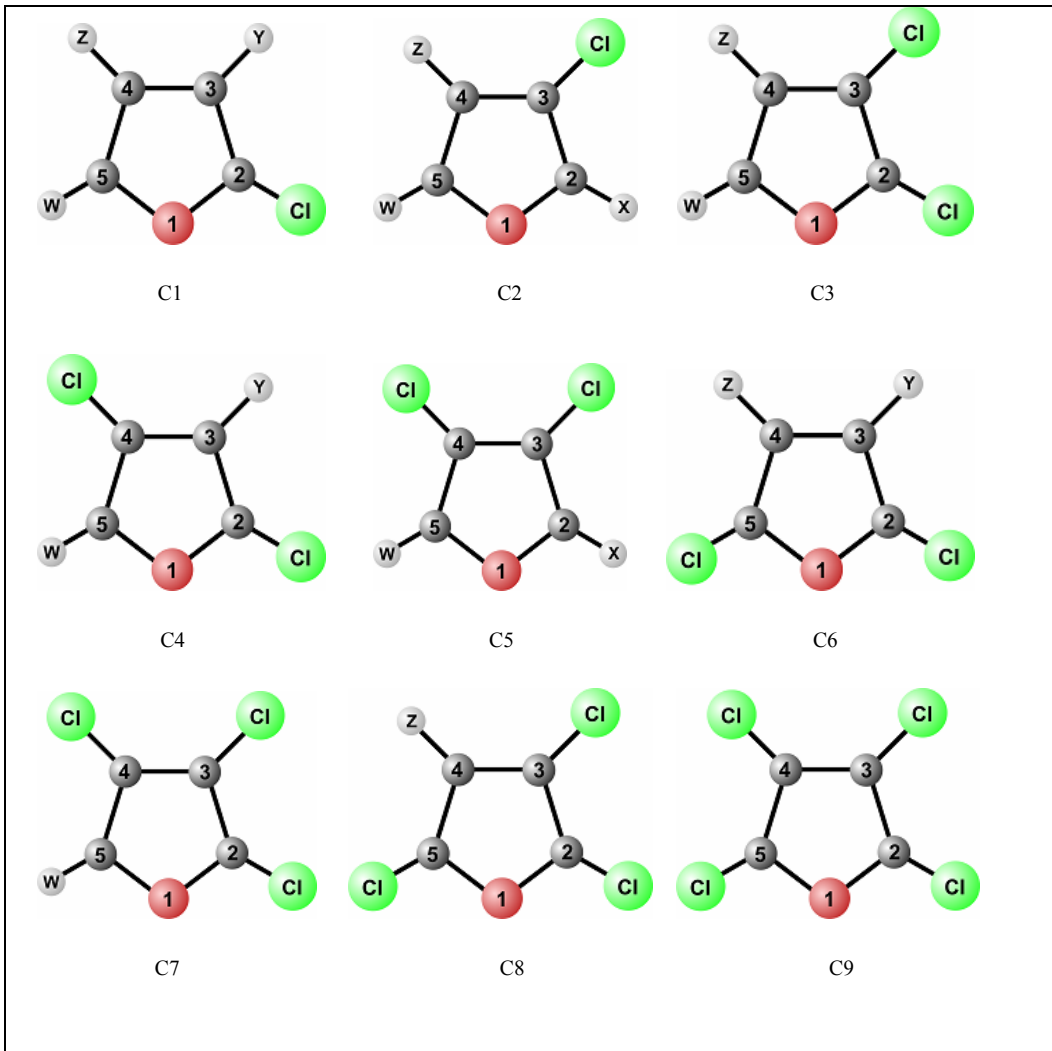 Z Y Z Cl Z Cl
4 3 4 3 4 3
5 2 5 2 5 2
W 1 Cl W 1 X W 1 Cl
C1 C2 C3
Cl Y Cl Cl Z Y
4 3 4 3 4 3
5 2 5 2 5 2
W 1 Cl W 1 X Cl 1 Cl
C4 C5 C6
Cl Cl Z Cl Cl Cl
4 3 4 3 4 3
5 2 5 2 5 2
W 1 Cl Cl 1 Cl Cl 1 Cl
C7 C8 C9